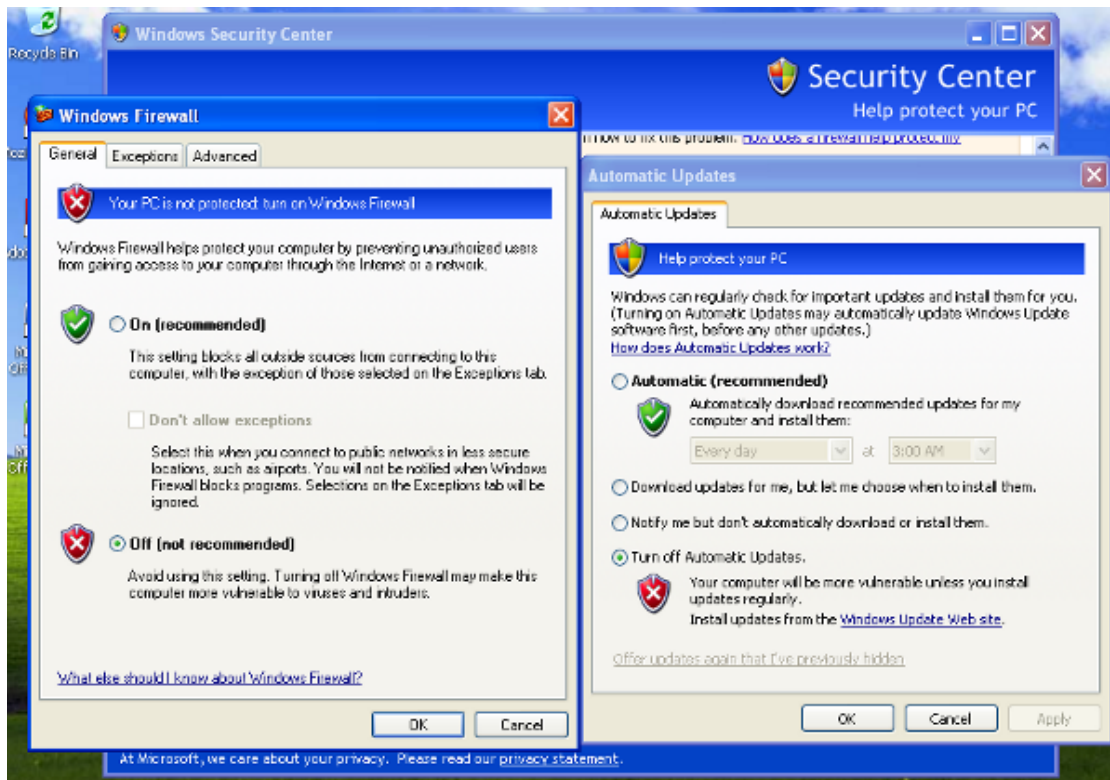 Recycle Bin
Windows Security Center
Security Center
Help protect your PC
Windows Firewall
General
Exceptions
Advanced
Your PC is not protected: turn on Windows Firewall
Windows Firewall helps protect your computer by preventing unauthorized users
from gaining access to your computer through the Internet or a network.
On (recommended)
This setting blocks all outside sources from connecting to this
computer, with the exception of those selected on the Exceptions tab.
Don't allow exceptions
Select this when you connect to public networks in less secure
locations, such as airports. You will not be notified when Windows
Firewall blocks programs. Selections on the Exceptions tab will be
ignored.
Off (not recommended)
Avoid using this setting. Turning off Windows Firewall may make this
computer more vulnerable to viruses and intruders.
What else should I know about Windows Firewall?
OK
Cancel
how to fix this problem. How does a firewall help protect my
Automatic Updates
Automatic Updates
Help protect your PC
Windows can regularly check for important updates and install them for you.
(Turning on Automatic Updates may automatically update Windows Update
software first, before any other updates.)
How does Automatic Updates work?
Automatic (recommended)
Automatically download recommended updates for my
computer and install them:
Every day at 3:00 AM
Download updates for me, but let me choose when to install them.
Notify me but don't automatically download or install them.
Turn off Automatic Updates.
Your computer will be more vulnerable unless you install
updates regularly.
Install updates from the Windows Update Web site.
Offer updates again that I've previously hidden
OK
Cancel
Apply
At Microsoft, we care about your privacy. Please read our privacy statement.